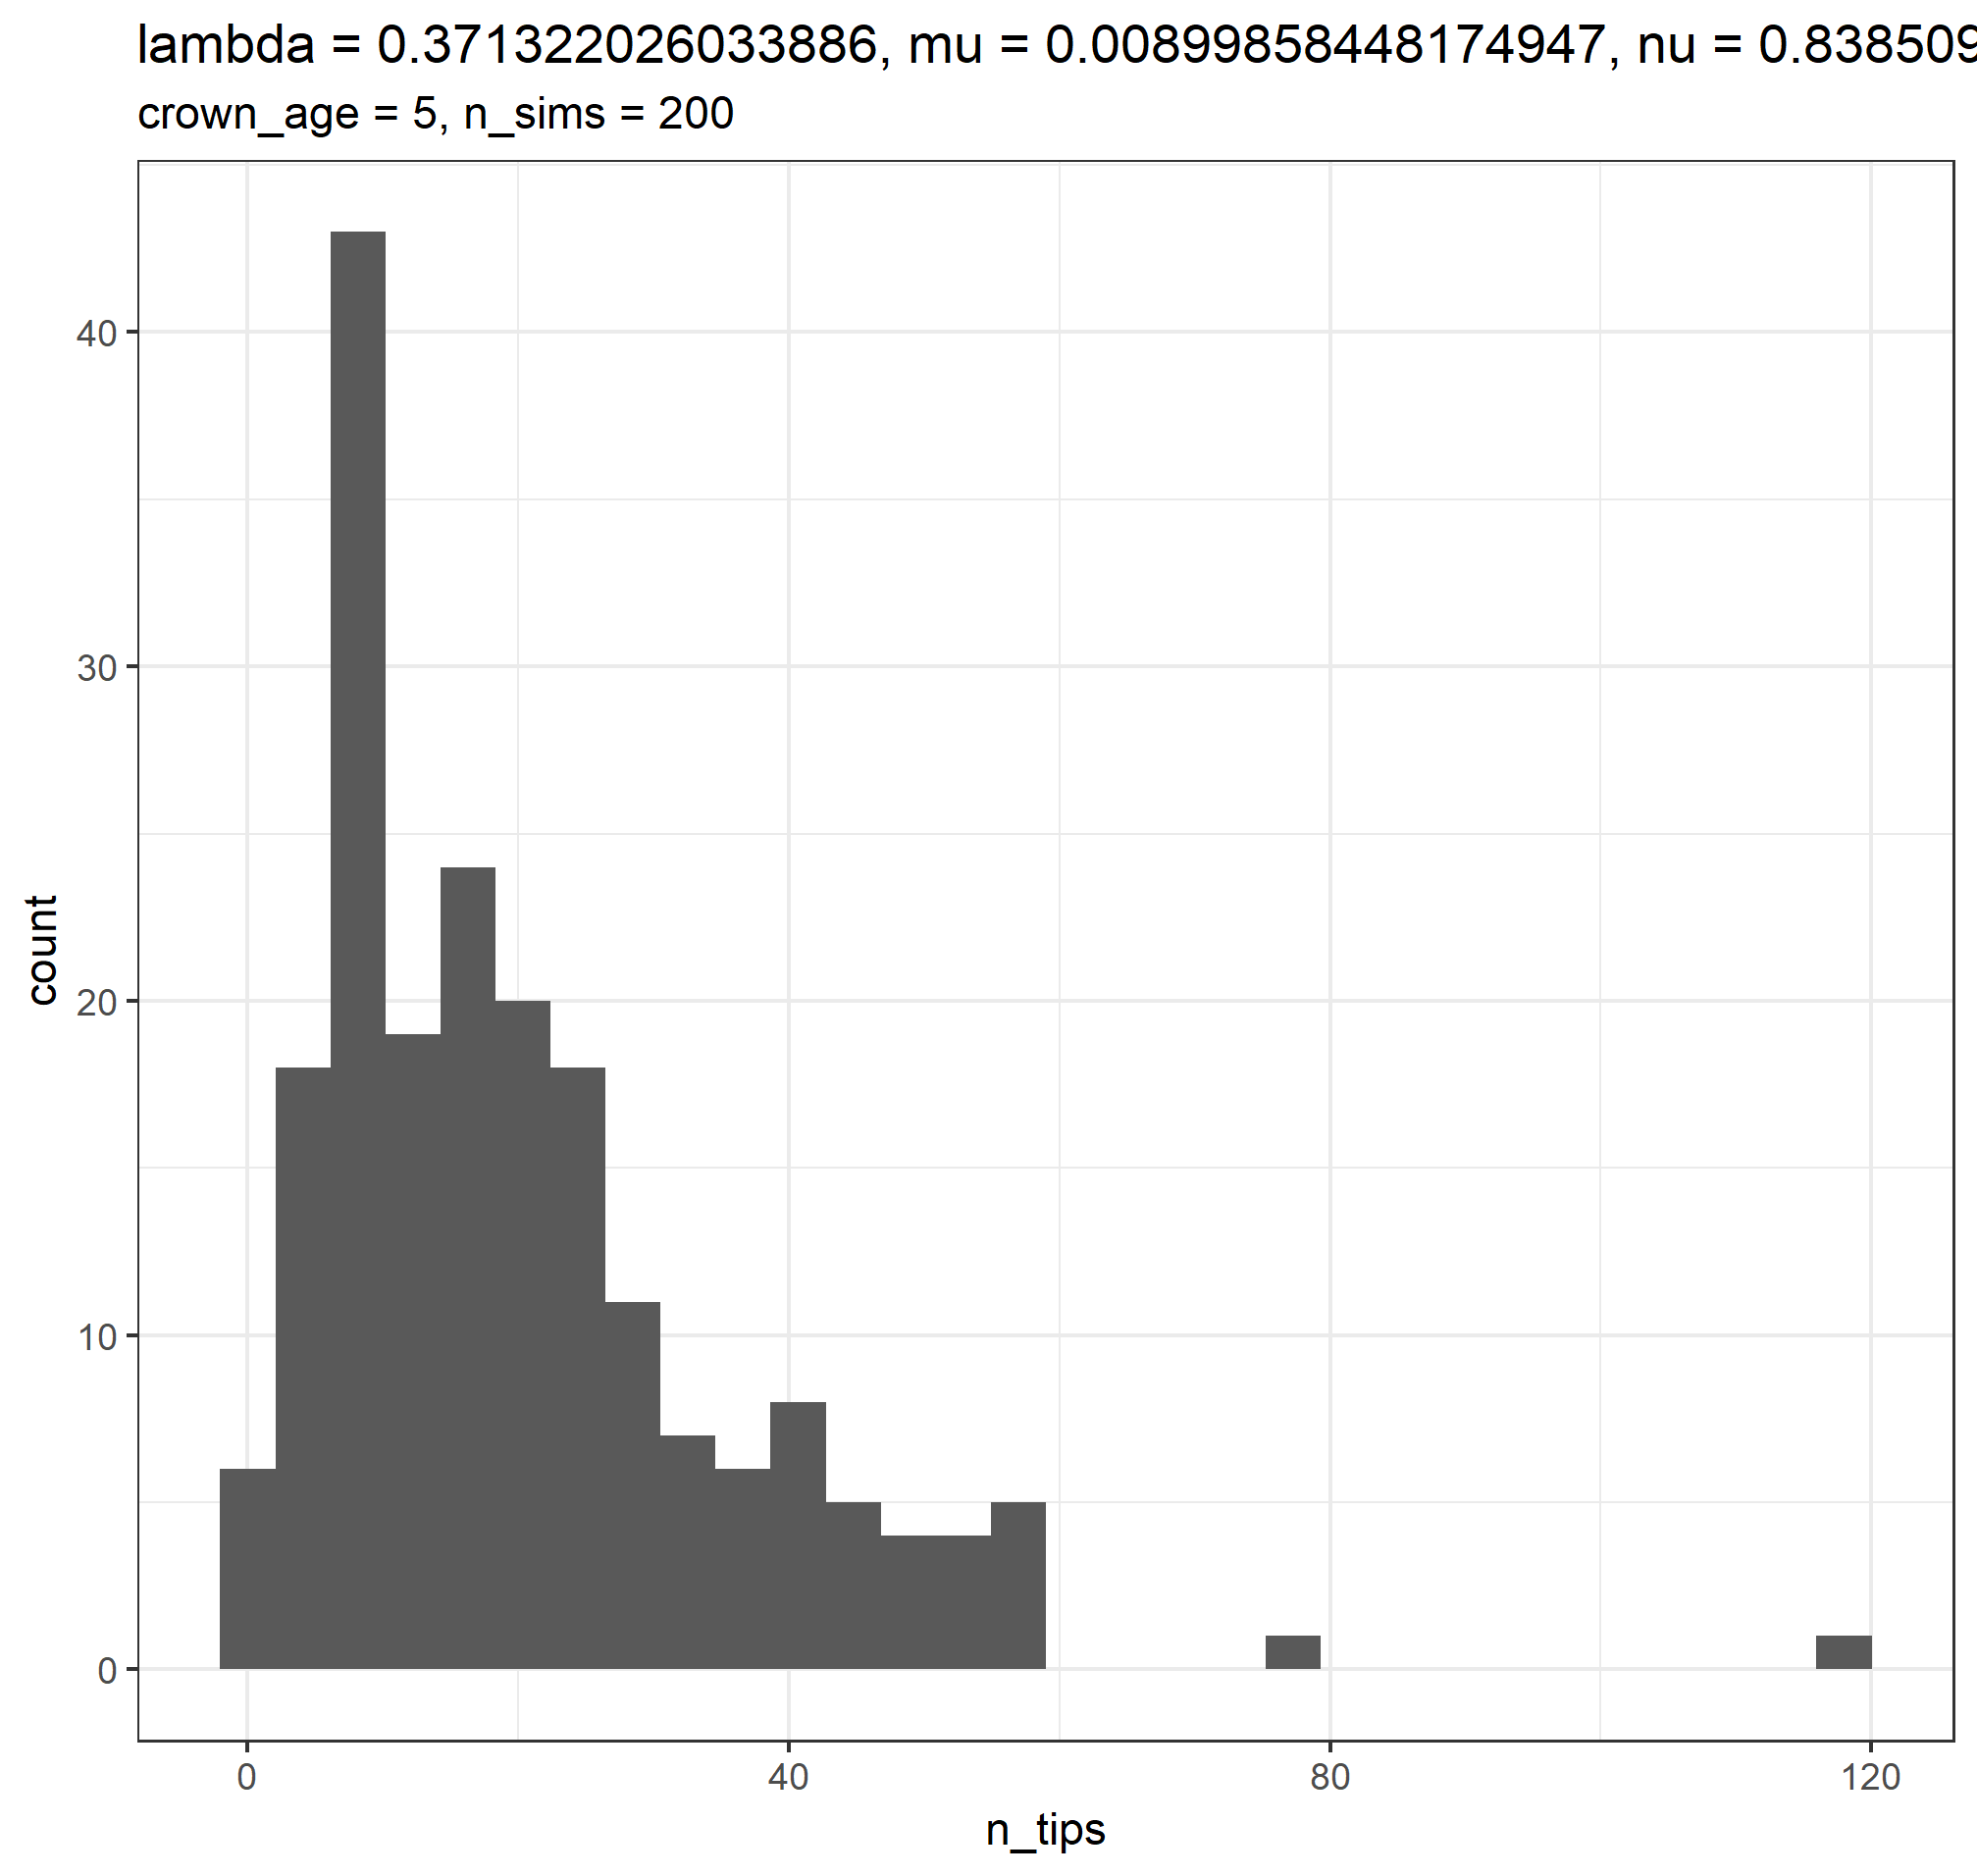 lambda = 0.371322026033886, mu = 0.00899858448174947, nu = 0.838509
crown_age = 5, n_sims = 200
40
30
20
10
0
count
0 40 80 120
n_tips